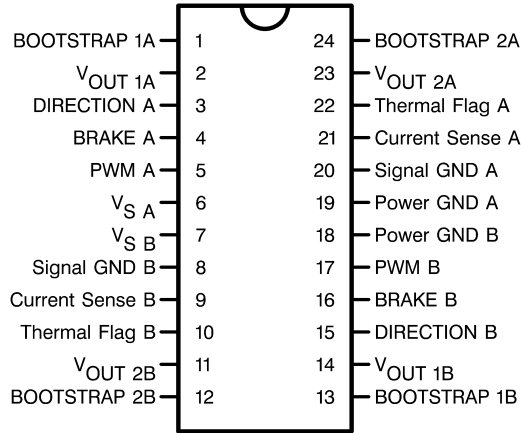 BOOTSTRAP 1A 1 24 BOOTSTRAP 2A
VOUT 1A 2 23 VOUT 2A
DIRECTION A 3 22 Thermal Flag A
BRAKE A 4 21 Current Sense A
PWM A 5 20 Signal GND A
VS A 6 19 Power GND A
VS B 7 18 Power GND B
Signal GND B 8 17 PWM B
Current Sense B 9 16 BRAKE B
Thermal Flag B 10 15 DIRECTION B
VOUT 2B 11 14 VOUT 1B
BOOTSTRAP 2B 12 13 BOOTSTRAP 1B